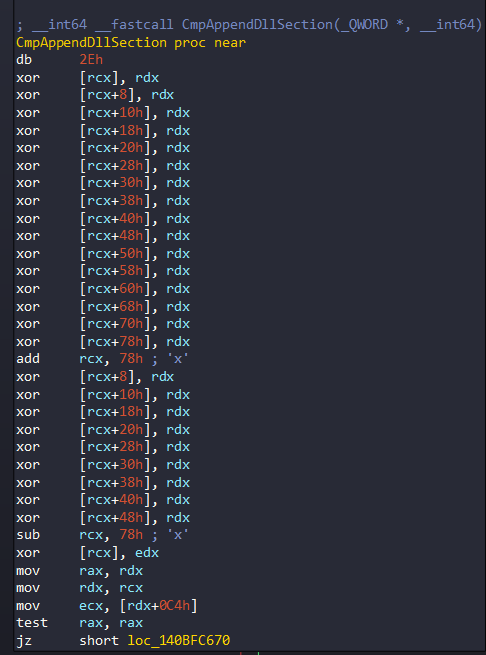 ; __int64 __fastcall CmpAppendDllSection(_QWORD *, __int64)
CmpAppendDllSection proc near
db 2Eh
xor [rcx], rdx
xor [rcx+8], rdx
xor [rcx+10h], rdx
xor [rcx+18h], rdx
xor [rcx+20h], rdx
xor [rcx+28h], rdx
xor [rcx+30h], rdx
xor [rcx+38h], rdx
xor [rcx+40h], rdx
xor [rcx+48h], rdx
xor [rcx+50h], rdx
xor [rcx+58h], rdx
xor [rcx+60h], rdx
xor [rcx+68h], rdx
xor [rcx+70h], rdx
xor [rcx+78h], rdx
add rcx, 78h ; 'x'
xor [rcx+8], rdx
xor [rcx+10h], rdx
xor [rcx+18h], rdx
xor [rcx+20h], rdx
xor [rcx+28h], rdx
xor [rcx+30h], rdx
xor [rcx+38h], rdx
xor [rcx+40h], rdx
xor [rcx+48h], rdx
sub rcx, 78h ; 'x'
xor [rcx], edx
mov rax, rdx
mov rdx, rcx
mov ecx, [rdx+0C4h]
test rax, rax
jz short loc_140BFC670